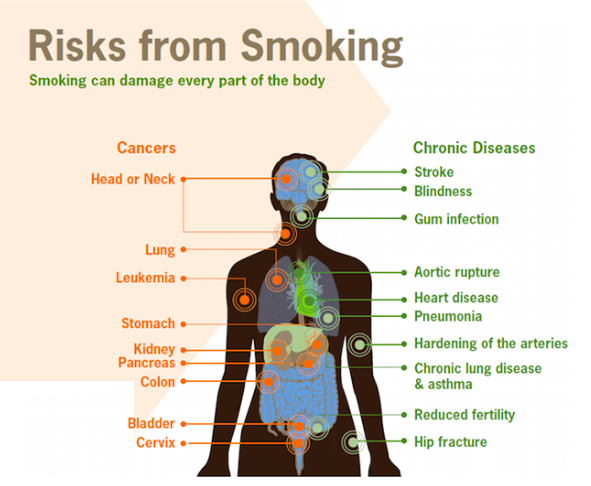 Risks from Smoking
Smoking can damage every part of the body
Cancers
Head or Neck
Lung
Leukemia
Stomach
Kidney
Pancreas
Colon
Bladder
Cervix
Chronic Diseases
Stroke
Blindness
Gum infection
Aortic rupture
Heart disease
Pneumonia
Hardening of the arteries
Chronic lung disease
& asthma
Reduced fertility
Hip fracture